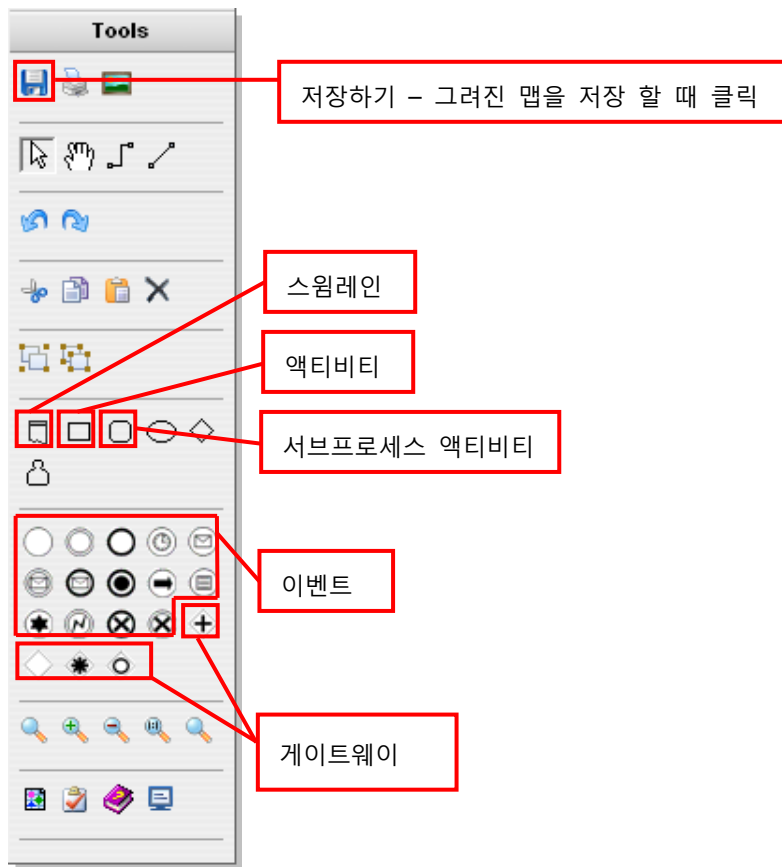 Tools
저장하기 – 그려진 맵을 저장 할 때 클릭
스윔레인
액티비티
서브프로세스 액티비티
이벤트
게이트웨이